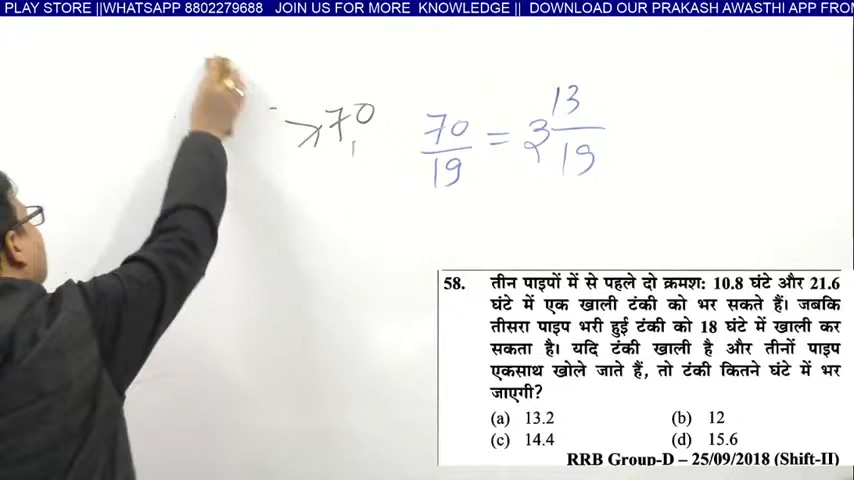 PLAY STORE ||WHATSAPP 8802279688 JOIN US FOR MORE KNOWLEDGE || DOWNLOAD OUR PRAKASH AWASTHI APP FROM
70
70/19 = 3 13/19
58. तीन पाइपों में से पहले दो क्रमश: 10.8 घंटे और 21.6
घंटे में एक खाली टंकी को भर सकते हैं। जबकि
तीसरा पाइप भरी हुई टंकी को 18 घंटे में खाली कर
सकता है। यदि टंकी खाली है और तीनों पाइप
एकसाथ खोले जाते हैं, तो टंकी कितने घंटे में भर
जाएगी?
(a) 13.2 (b) 12
(c) 14.4 (d) 15.6
RRB Group-D – 25/09/2018 (Shift-II)